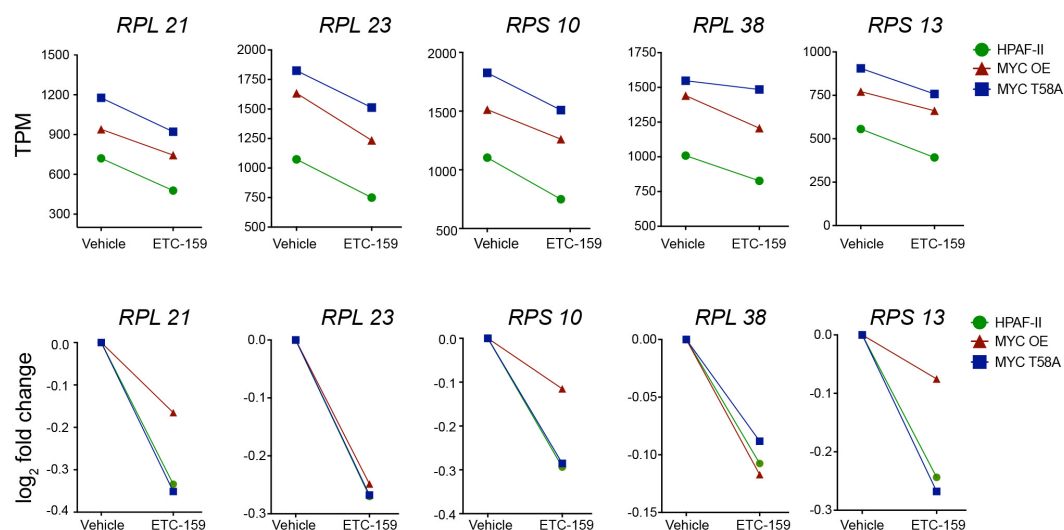 RPL 21 RPL 23 RPS 10 RPL 38 RPS 13
TPM
1500
1200
900
600
300
Vehicle ETC-159
2000
1750
1500
1250
1000
750
500
Vehicle ETC-159
2000
1500
1000
500
Vehicle ETC-159
1750
1500
1250
1000
750
500
Vehicle ETC-159
1000
750
500
250
0
Vehicle ETC-159
HPAF-II
MYC OE
MYC T58A
RPL 21 RPL 23 RPS 10 RPL 38 RPS 13
log2 fold change
0.0
-0.1
-0.2
-0.3
-0.4
Vehicle ETC-159
0.0
-0.1
-0.2
-0.3
Vehicle ETC-159
0.0
-0.1
-0.2
-0.3
-0.4
Vehicle ETC-159
0.00
-0.05
-0.10
-0.15
Vehicle ETC-159
0.0
-0.1
-0.2
-0.3
Vehicle ETC-159
HPAF-II
MYC OE
MYC T58A